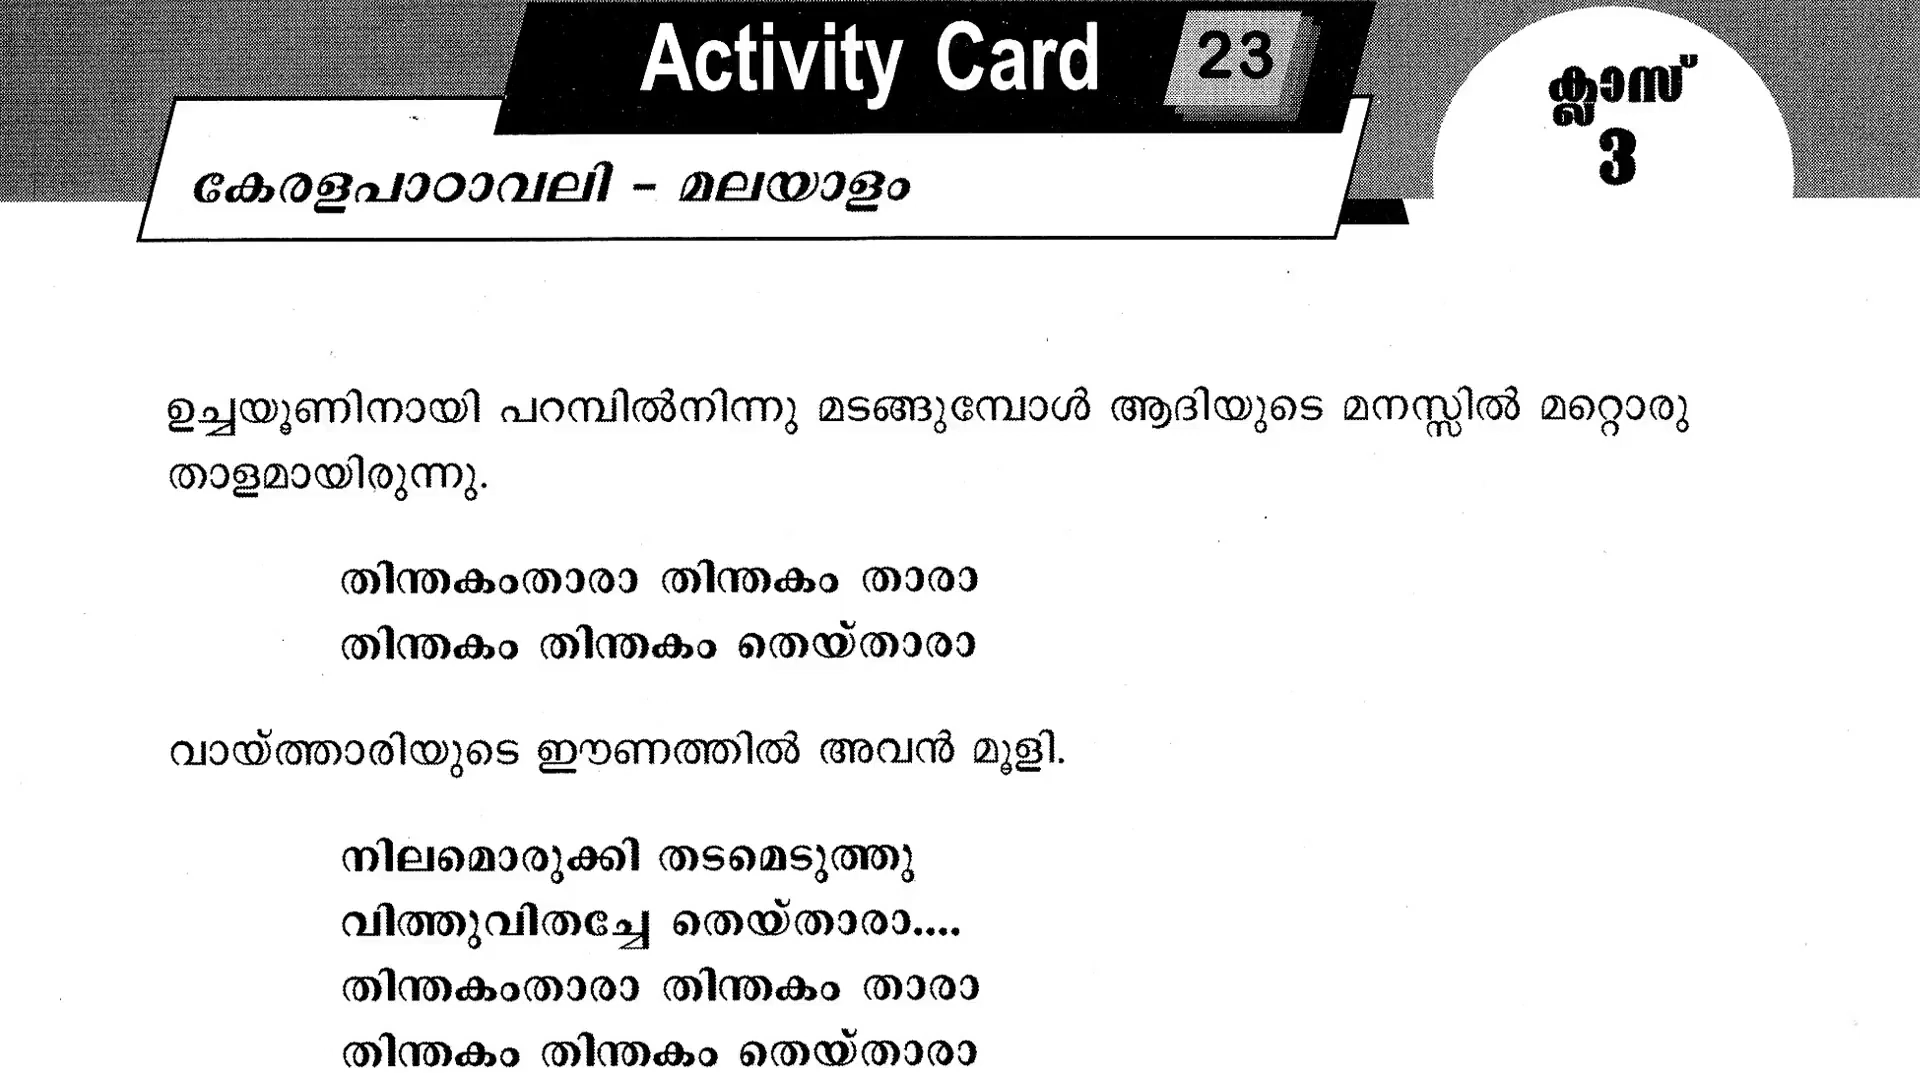 Activity Card 23
ക്ലാസ്
3
കേരളപാഠാവലി – മലയാളം
ഉച്ചയൂണിനായി പറമ്പിൽനിന്നു മടങ്ങുമ്പോൾ ആദിയുടെ മനസ്സിൽ മറ്റൊരു
താളമായിരുന്നു.
തിന്തകംതാരാ തിന്തകം താരാ
തിന്തകം തിന്തകം തെയ്താരാ
വായ്ത്താരിയുടെ ഈണത്തിൽ അവൻ മൂളി.
നിലമൊരുക്കി തടമെടുത്തു
വിത്തുവിതച്ചേ തെയ്താരാ....
തിന്തകംതാരാ തിന്തകം താരാ
തിന്തകം തിന്തകം തെയ്താരാ